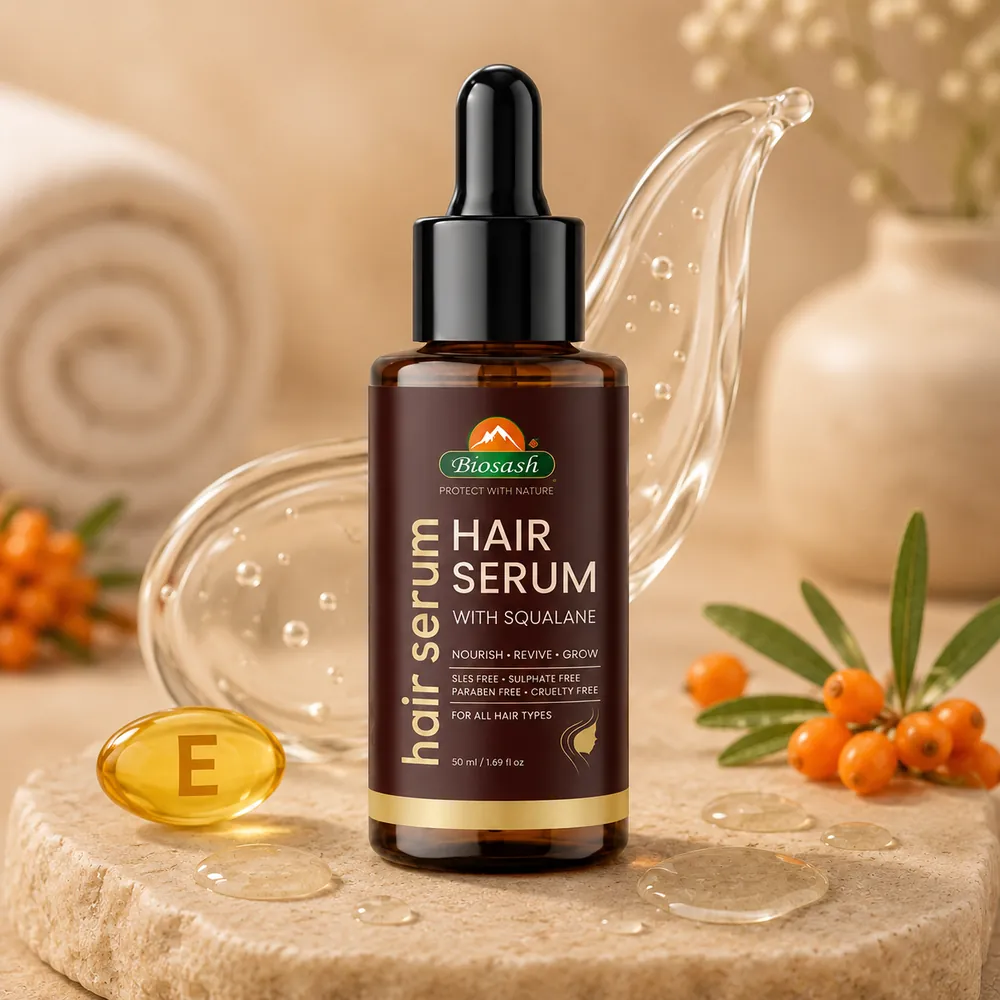 Biosash
PROTECT WITH NATURE
hair serum
HAIR
SERUM
WITH SQUALANE
NOURISH • REVIVE • GROW
SLES FREE • SULPHATE FREE
PARABEN FREE • CRUELTY FREE
FOR ALL HAIR TYPES
50 ml / 1.69 fl oz
E